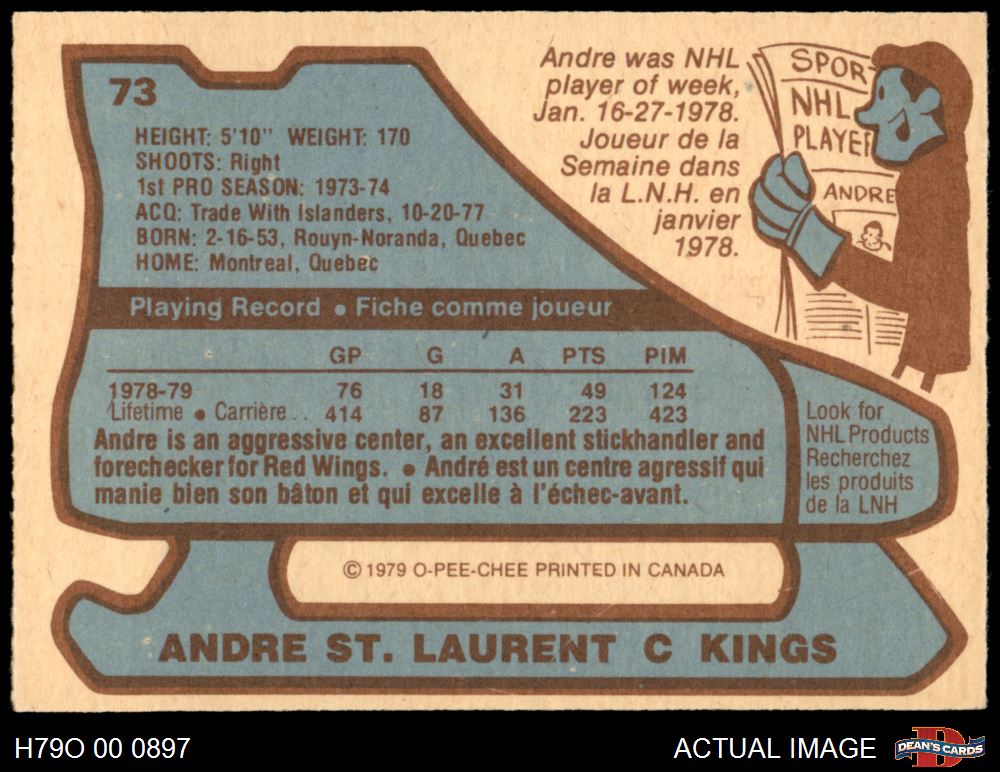 73
HEIGHT: 5'10" WEIGHT: 170
SHOOTS: Right
1st PRO SEASON: 1973-74
ACQ: Trade With Islanders, 10-20-77
BORN: 2-16-53, Rouyn-Noranda, Quebec
HOME: Montreal, Quebec
Andre was NHL
player of week,
Jan. 16-27-1978.
Joueur de la
Semaine dans
la L.N.H. en
janvier
1978.
SPOR
NHL
PLAYER
ANDRE
Playing Record • Fiche comme joueur
GP G A PTS PIM
1978-79 76 18 31 49 124
Lifetime • Carrière . . 414 87 136 223 423
Andre is an aggressive center, an excellent stickhandler and
forechecker for Red Wings. • André est un centre agressif qui
manie bien son bâton et qui excelle à l'échec-avant.
Look for
NHL Products
Recherchez
les produits
de la LNH
© 1979 O-PEE-CHEE PRINTED IN CANADA
ANDRE ST. LAURENT C KINGS
H79O 00 0897
ACTUAL IMAGE
D
DEAN'S CARDS